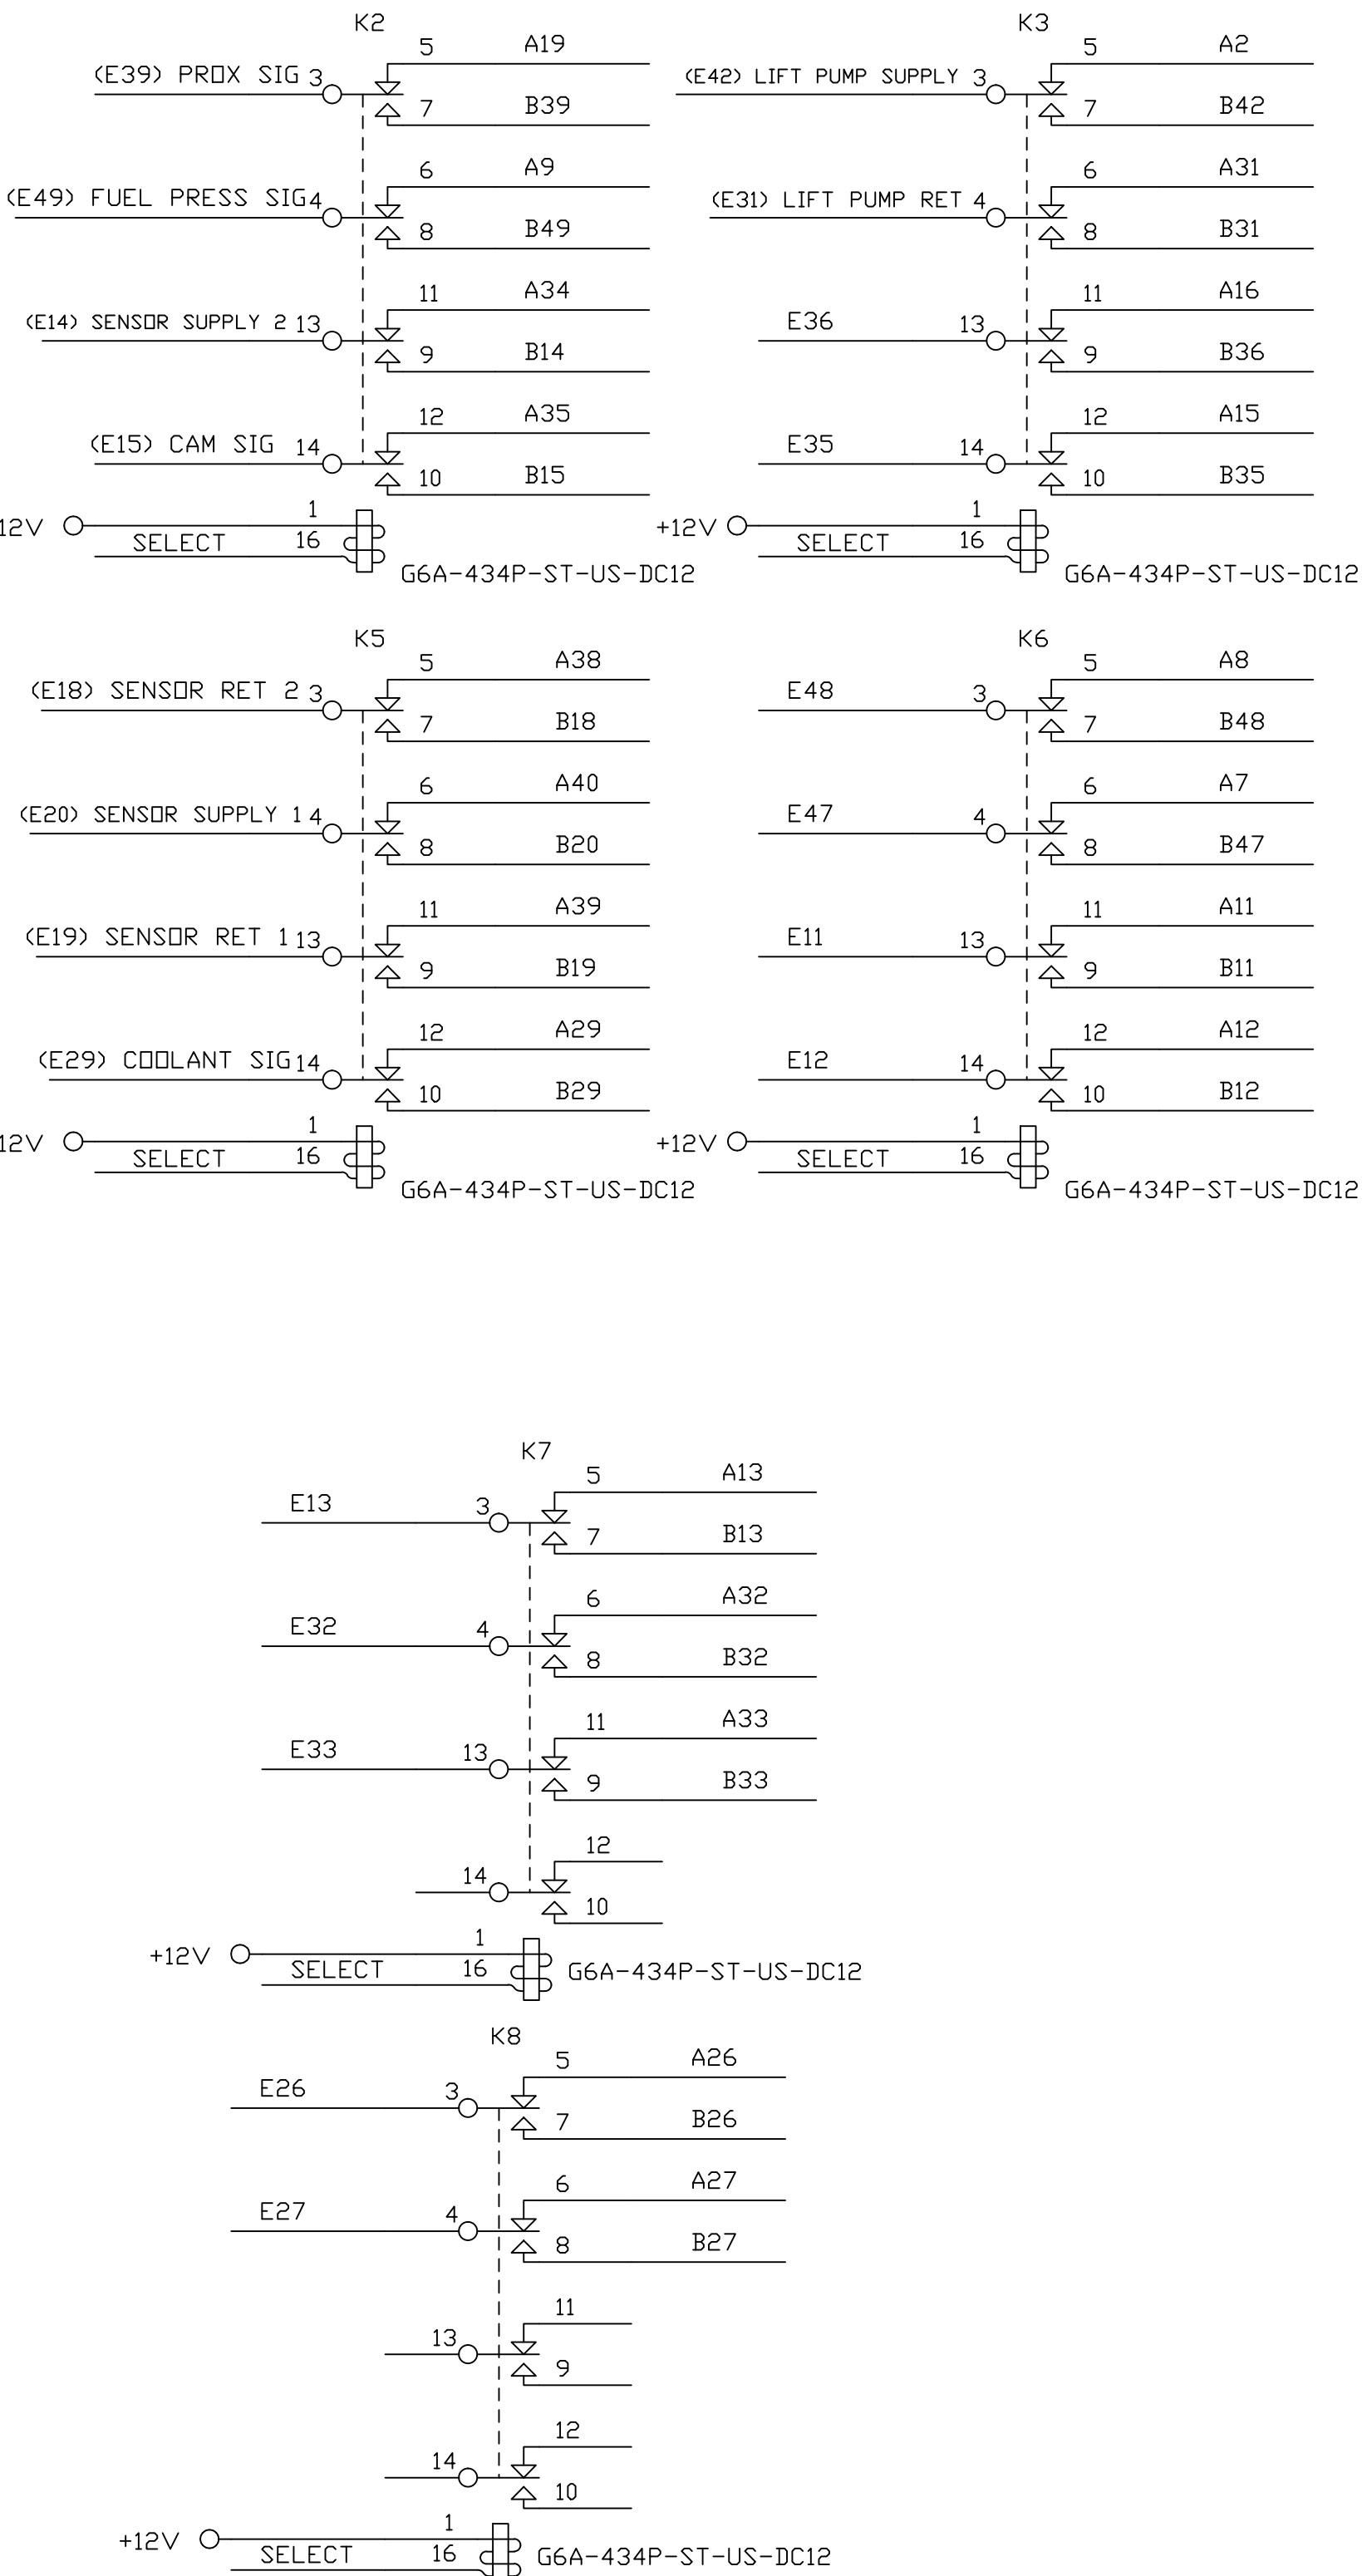 K2
5 A19
(E39) PROX SIG 3
7 B39
6 A9
(E49) FUEL PRESS SIG 4
8 B49
11 A34
(E14) SENSOR SUPPLY 2 13
9 B14
12 A35
(E15) CAM SIG 14
10 B15
12V 1
SELECT 16
G6A-434P-ST-US-DC12
K3
5 A2
(E42) LIFT PUMP SUPPLY 3
7 B42
6 A31
(E31) LIFT PUMP RET 4
8 B31
11 A16
E36 13
9 B36
12 A15
E35 14
10 B35
+12V 1
SELECT 16
G6A-434P-ST-US-DC12
K5
5 A38
(E18) SENSOR RET 2 3
7 B18
6 A40
(E20) SENSOR SUPPLY 1 4
8 B20
11 A39
(E19) SENSOR RET 1 13
9 B19
12 A29
(E29) COOLANT SIG 14
10 B29
12V 1
SELECT 16
G6A-434P-ST-US-DC12
K6
5 A8
E48 3
7 B48
6 A7
E47 4
8 B47
11 A11
E11 13
9 B11
12 A12
E12 14
10 B12
+12V 1
SELECT 16
G6A-434P-ST-US-DC12
K7
5 A13
E13 3
7 B13
6 A32
E32 4
8 B32
11 A33
E33 13
9 B33
12
14
10
+12V 1
SELECT 16
G6A-434P-ST-US-DC12
K8
5 A26
E26 3
7 B26
6 A27
E27 4
8 B27
11
13
9
12
14
10
+12V 1
SELECT 16
G6A-434P-ST-US-DC12